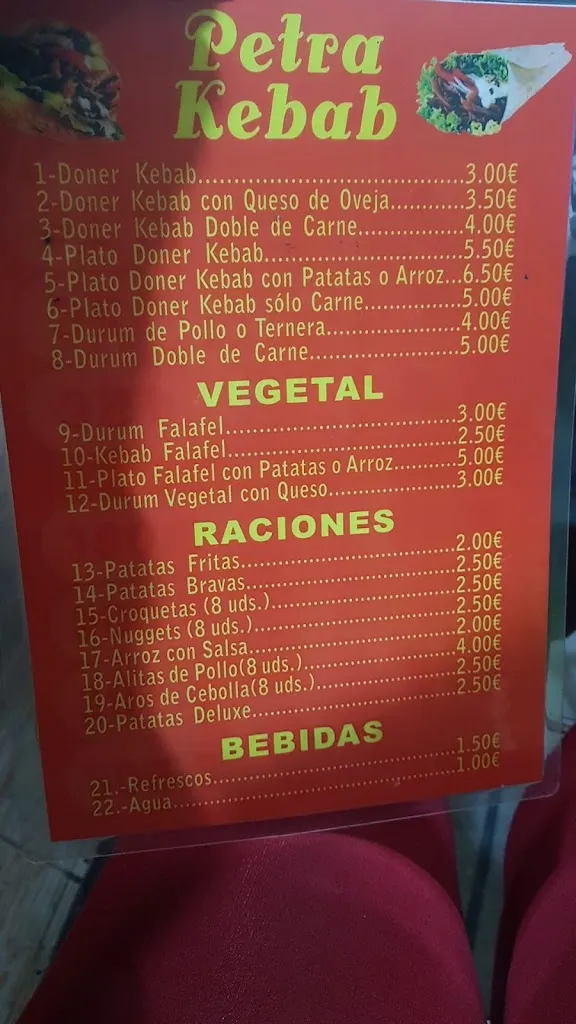 Petra
Kebab
1-Doner Kebab......................................3.00€
2-Doner Kebab con Queso de Oveja..........3.50€
3-Doner Kebab Doble de Carne...............4.00€
4-Plato Doner Kebab............................5.50€
5-Plato Doner Kebab con Patatas o Arroz...6.50€
6-Plato Doner Kebab sólo Carne..............5.00€
7-Durum de Pollo o Ternera...................4.00€
8-Durum Doble de Carne......................5.00€
VEGETAL
9-Durum Falafel..................................3.00€
10-Kebab Falafel.................................2.50€
11-Plato Falafel con Patatas o Arroz.........5.00€
12-Durum Vegetal con Queso..................3.00€
RACIONES
13-Patatas Fritas................................2.00€
14-Patatas Bravas...............................2.50€
15-Croquetas (8 uds.)..........................2.50€
16-Nuggets (8 uds.).............................2.50€
17-Arroz con Salsa..............................2.00€
18-Alitas de Pollo(8 uds.)......................4.00€
19-Aros de Cebolla(8 uds.)....................2.50€
20-Patatas Deluxe...............................2.50€
BEBIDAS
21.-Refrescos.....................................1.50€
22.-Agua...........................................1.00€